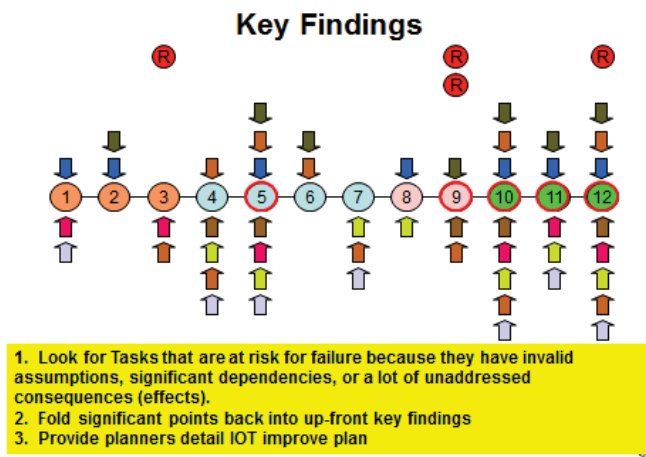 Key Findings
R R R
R
1 2 3 4 5 6 7 8 9 10 11 12
1. Look for Tasks that are at risk for failure because they have invalid
assumptions, significant dependencies, or a lot of unaddressed
consequences (effects).
2. Fold significant points back into up-front key findings
3. Provide planners detail IOT improve plan